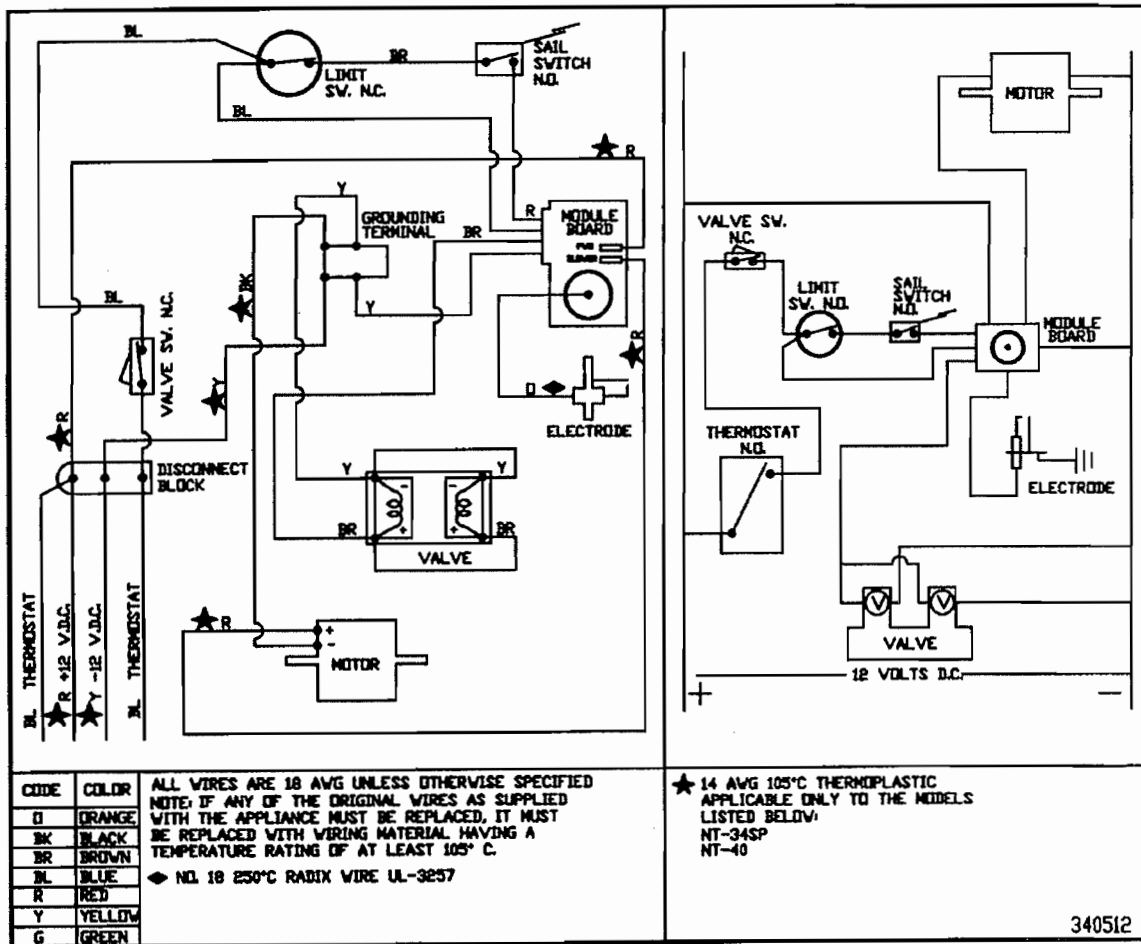 BL
BR
SAIL
SWITCH
N.O.
LIMIT
SW. N.C.
BL
R
Y
GROUNDING
TERMINAL
R
MODULE
BOARD
BR
PWR
BLOWER
BK
Y
BL
VALVE SW. N.C.
Y
R
O
ELECTRODE
R
DISCONNECT
BLOCK
Y
Y
-
-
+
+
BR
BR
VALVE
R
+
-
MOTOR
BL THERMOSTAT
R +12 V.D.C.
Y -12 V.D.C.
BL THERMOSTAT
MOTOR
VALVE SW.
N.C.
LIMIT
SW. N.O.
SAIL
SWITCH
N.O.
MODULE
BOARD
THERMOSTAT
N.O.
ELECTRODE
V
V
VALVE
12 VOLTS D.C.
+
-
CODE COLOR
O ORANGE
BK BLACK
BR BROWN
BL BLUE
R RED
Y YELLOW
G GREEN
ALL WIRES ARE 18 AWG UNLESS OTHERWISE SPECIFIED
NOTE: IF ANY OF THE ORIGINAL WIRES AS SUPPLIED
WITH THE APPLIANCE MUST BE REPLACED, IT MUST
BE REPLACED WITH WIRING MATERIAL HAVING A
TEMPERATURE RATING OF AT LEAST 105° C.
NO. 18 250°C RADIX WIRE UL-3257
★ 14 AWG 105°C THERMOPLASTIC
APPLICABLE ONLY TO THE MODELS
LISTED BELOW:
NT-34SP
NT-40
340512